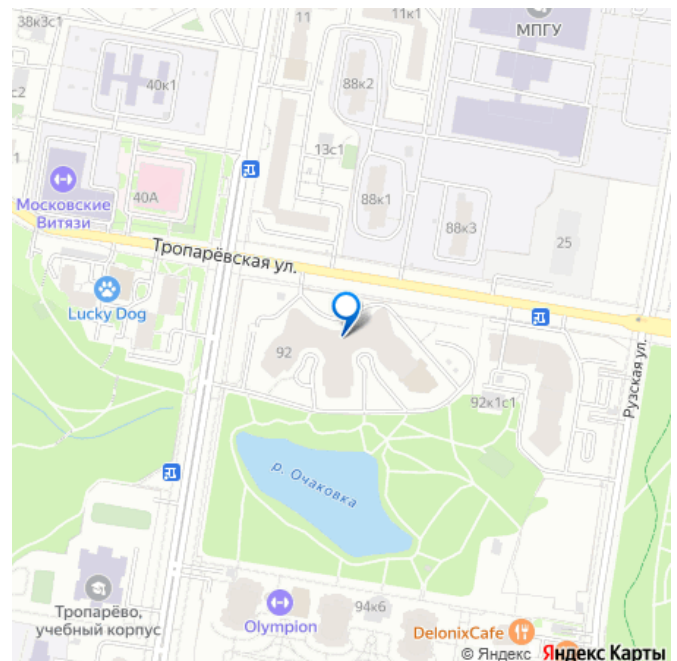 38к3с1
11к1
МПГУ
11
40к1
88к2
с2
13с1
1
Московские
Витязи
40А
88к1
88к3
25
Тропарёвская ул.
Lucky Dog
92
Рузская ул.
92к1с1
р. Очаковка
Тропарёво,
учебный корпус
94к6
Olympion
DelonixCafe
© Яндекс Яндекс Карты